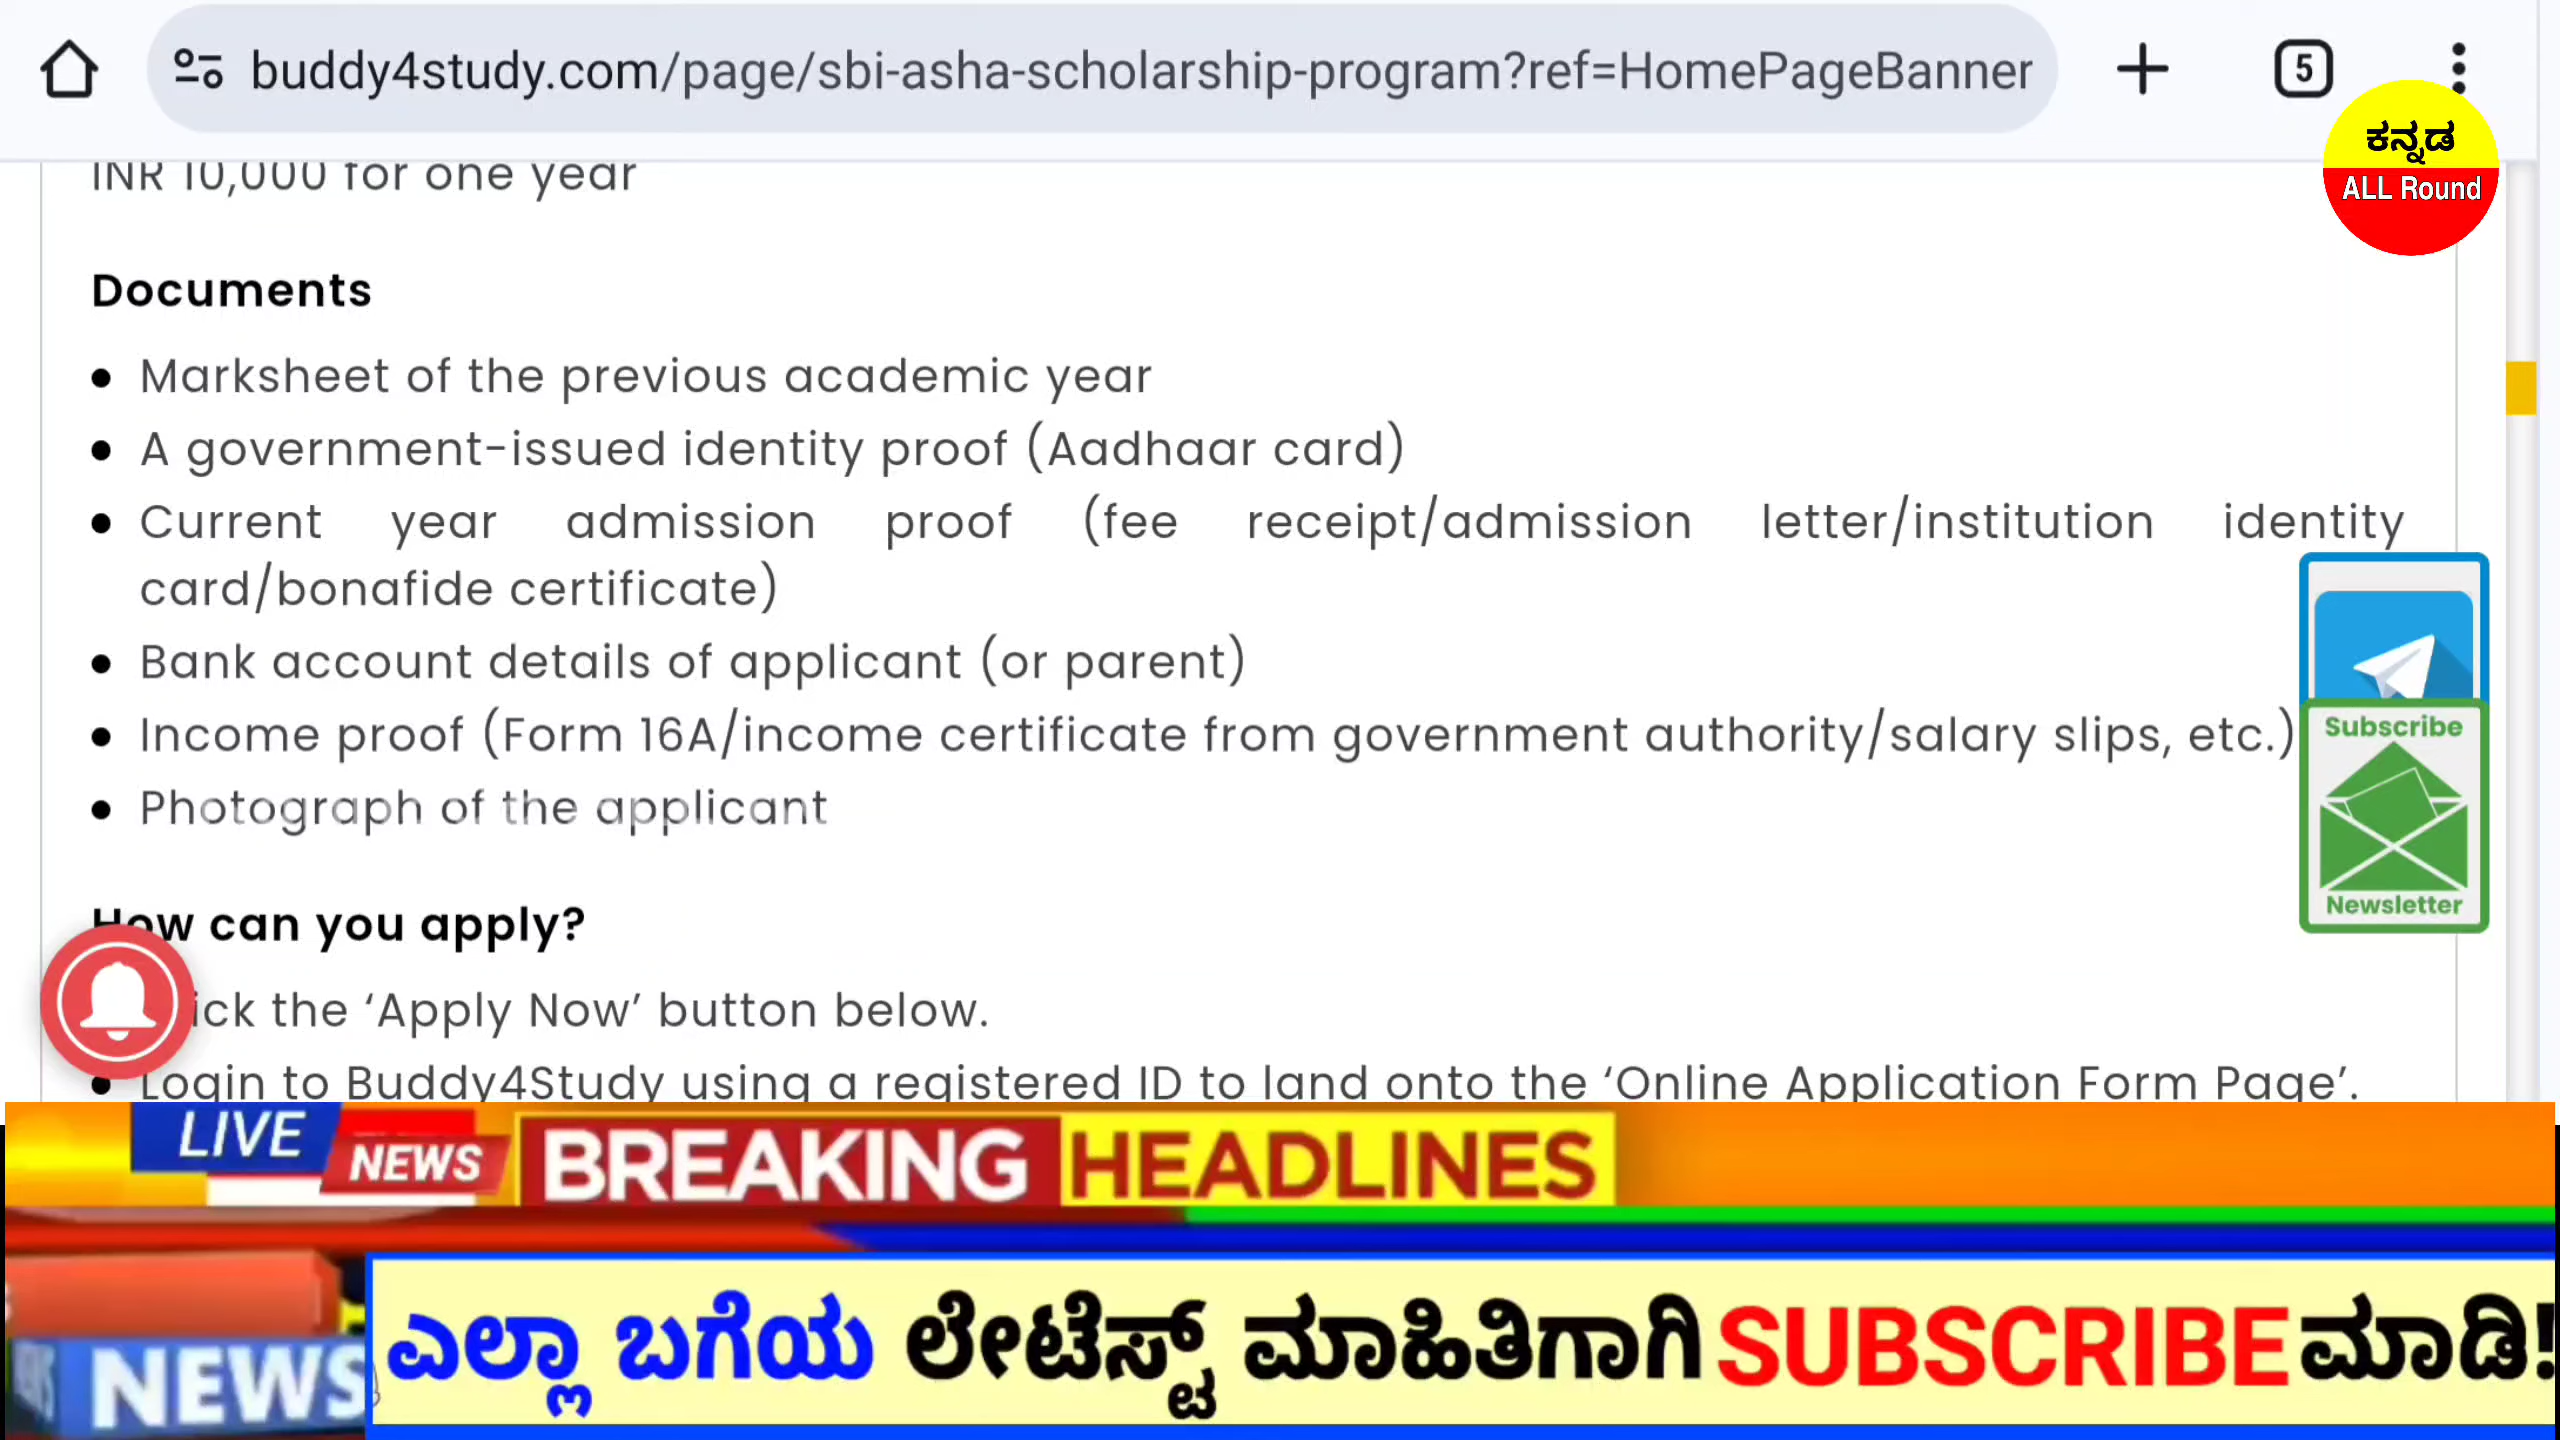 buddy4study.com/page/sbi-asha-scholarship-program?ref=HomePageBanner
5
ಕನ್ನಡ
ALL Round
INR 10,000 for one year
Documents
Marksheet of the previous academic year
A government-issued identity proof (Aadhaar card)
Current year admission proof (fee receipt/admission letter/institution identity
card/bonafide certificate)
Bank account details of applicant (or parent)
Income proof (Form 16A/income certificate from government authority/salary slips, etc.)
Photograph of the applicant
Subscribe
Newsletter
How can you apply?
ick the ‘Apply Now’ button below.
Login to Buddy4Study using a registered ID to land onto the ‘Online Application Form Page’.
LIVE
NEWS
BREAKING HEADLINES
NEWS
ಎಲ್ಲಾ ಬಗೆಯ ಲೇಟೆಸ್ಟ್ ಮಾಹಿತಿಗಾಗಿ SUBSCRIBE ಮಾಡಿ!